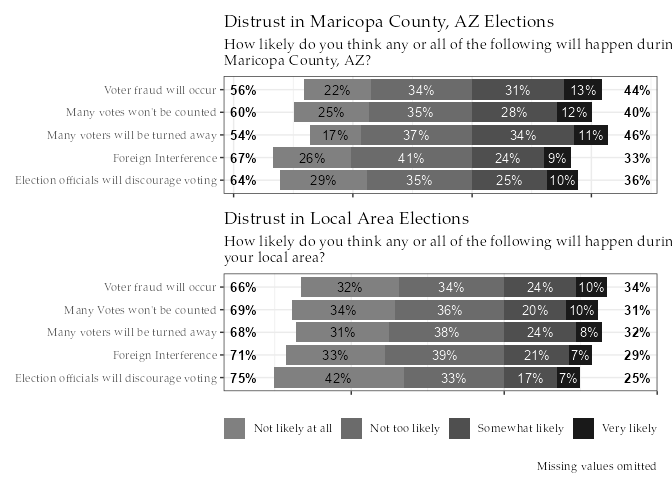 Distrust in Maricopa County, AZ Elections
How likely do you think any or all of the following will happen durin
Maricopa County, AZ?
Voter fraud will occur 56% 22% 34% 31% 13% 44%
Many votes won't be counted 60% 25% 35% 28% 12% 40%
Many voters will be turned away 54% 17% 37% 34% 11% 46%
Foreign Interference 67% 26% 41% 24% 9% 33%
Election officials will discourage voting 64% 29% 35% 25% 10% 36%
Distrust in Local Area Elections
How likely do you think any or all of the following will happen durin
your local area?
Voter fraud will occur 66% 32% 34% 24% 10% 34%
Many Votes won't be counted 69% 34% 36% 20% 10% 31%
Many voters will be turned away 68% 31% 38% 24% 8% 32%
Foreign Interference 71% 33% 39% 21% 7% 29%
Election officials will discourage voting 75% 42% 33% 17% 7% 25%
Not likely at all Not too likely Somewhat likely Very likely
Missing values omitted